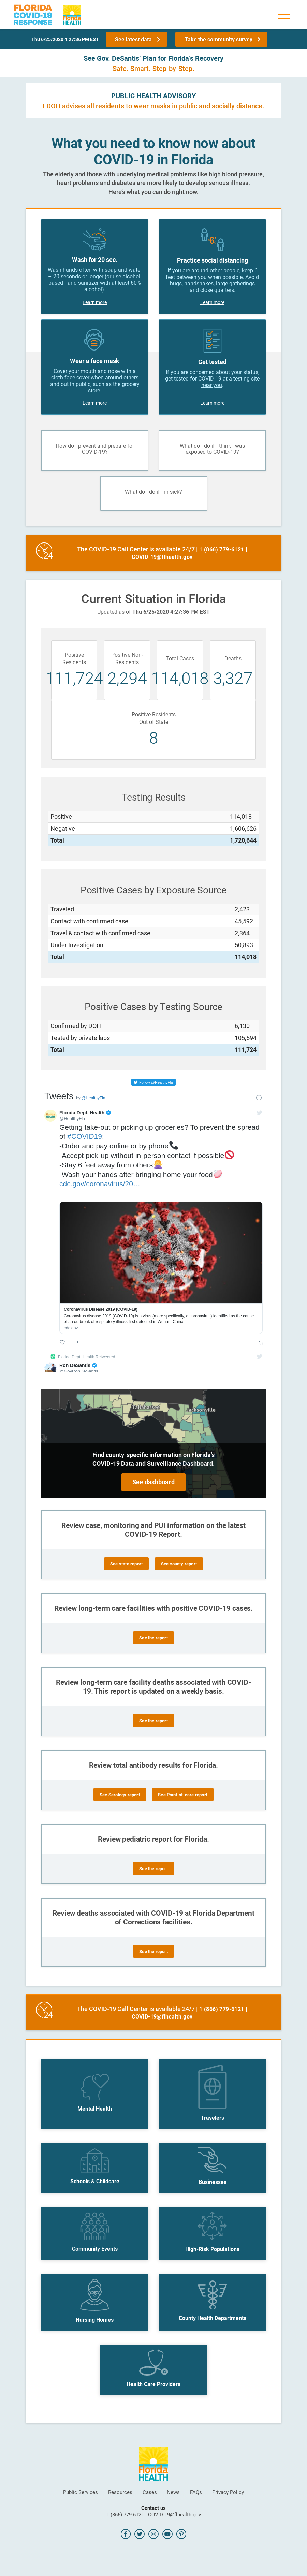 FLORIDA
COVID-19
RESPONSE
Florida
HEALTH
Thu 6/25/2020 4:27:36 PM EST
See latest data
Take the community survey
See Gov. DeSantis' Plan for Florida's Recovery
Safe. Smart. Step-by-Step.
PUBLIC HEALTH ADVISORY
FDOH advises all residents to wear masks in public and socially distance.
What you need to know now about
COVID-19 in Florida
The elderly and those with underlying medical problems like high blood pressure,
heart problems and diabetes are more likely to develop serious illness.
Here's what you can do right now.
Wash for 20 sec.
Wash hands often with soap and water
– 20 seconds or longer (or use alcohol-
based hand sanitizer with at least 60%
alcohol).
Learn more
Practice social distancing
If you are around other people, keep 6
feet between you when possible. Avoid
hugs, handshakes, large gatherings
and close quarters.
Learn more
Wear a face mask
Cover your mouth and nose with a
cloth face cover when around others
and out in public, such as the grocery
store.
Learn more
Get tested
If you are concerned about your status,
get tested for COVID-19 at a testing site
near you.
Learn more
How do I prevent and prepare for
COVID-19?
What do I do if I think I was
exposed to COVID-19?
What do I do if I'm sick?
24
The COVID-19 Call Center is available 24/7 | 1 (866) 779-6121 |
COVID-19@flhealth.gov
Current Situation in Florida
Updated as of Thu 6/25/2020 4:27:36 PM EST
Positive
Residents
111,724
Positive Non-
Residents
2,294
Total Cases
114,018
Deaths
3,327
Positive Residents
Out of State
8
Testing Results
Positive 114,018
Negative 1,606,626
Total 1,720,644
Positive Cases by Exposure Source
Traveled 2,423
Contact with confirmed case 45,592
Travel & contact with confirmed case 2,364
Under Investigation 50,893
Total 114,018
Positive Cases by Testing Source
Confirmed by DOH 6,130
Tested by private labs 105,594
Total 111,724
Follow @HealthyFla
Tweets by @HealthyFla
Florida Dept. Health
@HealthyFla
Getting take-out or picking up groceries? To prevent the spread
of #COVID19:
-Order and pay online or by phone
-Accept pick-up without in-person contact if possible
-Stay 6 feet away from others
-Wash your hands after bringing home your food
cdc.gov/coronavirus/20…
Coronavirus Disease 2019 (COVID-19)
Coronavirus disease 2019 (COVID-19) is a virus (more specifically, a coronavirus) identified as the cause
of an outbreak of respiratory illness first detected in Wuhan, China.
cdc.gov
2h
Florida Dept. Health Retweeted
Ron DeSantis
@GovRonDeSantis
Tallahassee
Jacksonville
Find county-specific information on Florida's
COVID-19 Data and Surveillance Dashboard.
See dashboard
Review case, monitoring and PUI information on the latest
COVID-19 Report.
See state report
See county report
Review long-term care facilities with positive COVID-19 cases.
See the report
Review long-term care facility deaths associated with COVID-
19. This report is updated on a weekly basis.
See the report
Review total antibody results for Florida.
See Serology report
See Point-of-care report
Review pediatric report for Florida.
See the report
Review deaths associated with COVID-19 at Florida Department
of Corrections facilities.
See the report
24
The COVID-19 Call Center is available 24/7 | 1 (866) 779-6121 |
COVID-19@flhealth.gov
Mental Health
Travelers
Schools & Childcare
Businesses
Community Events
High-Risk Populations
Nursing Homes
County Health Departments
Health Care Providers
Florida
HEALTH
Public Services
Resources
Cases
News
FAQs
Privacy Policy
Contact us
1 (866) 779-6121 | COVID-19@flhealth.gov